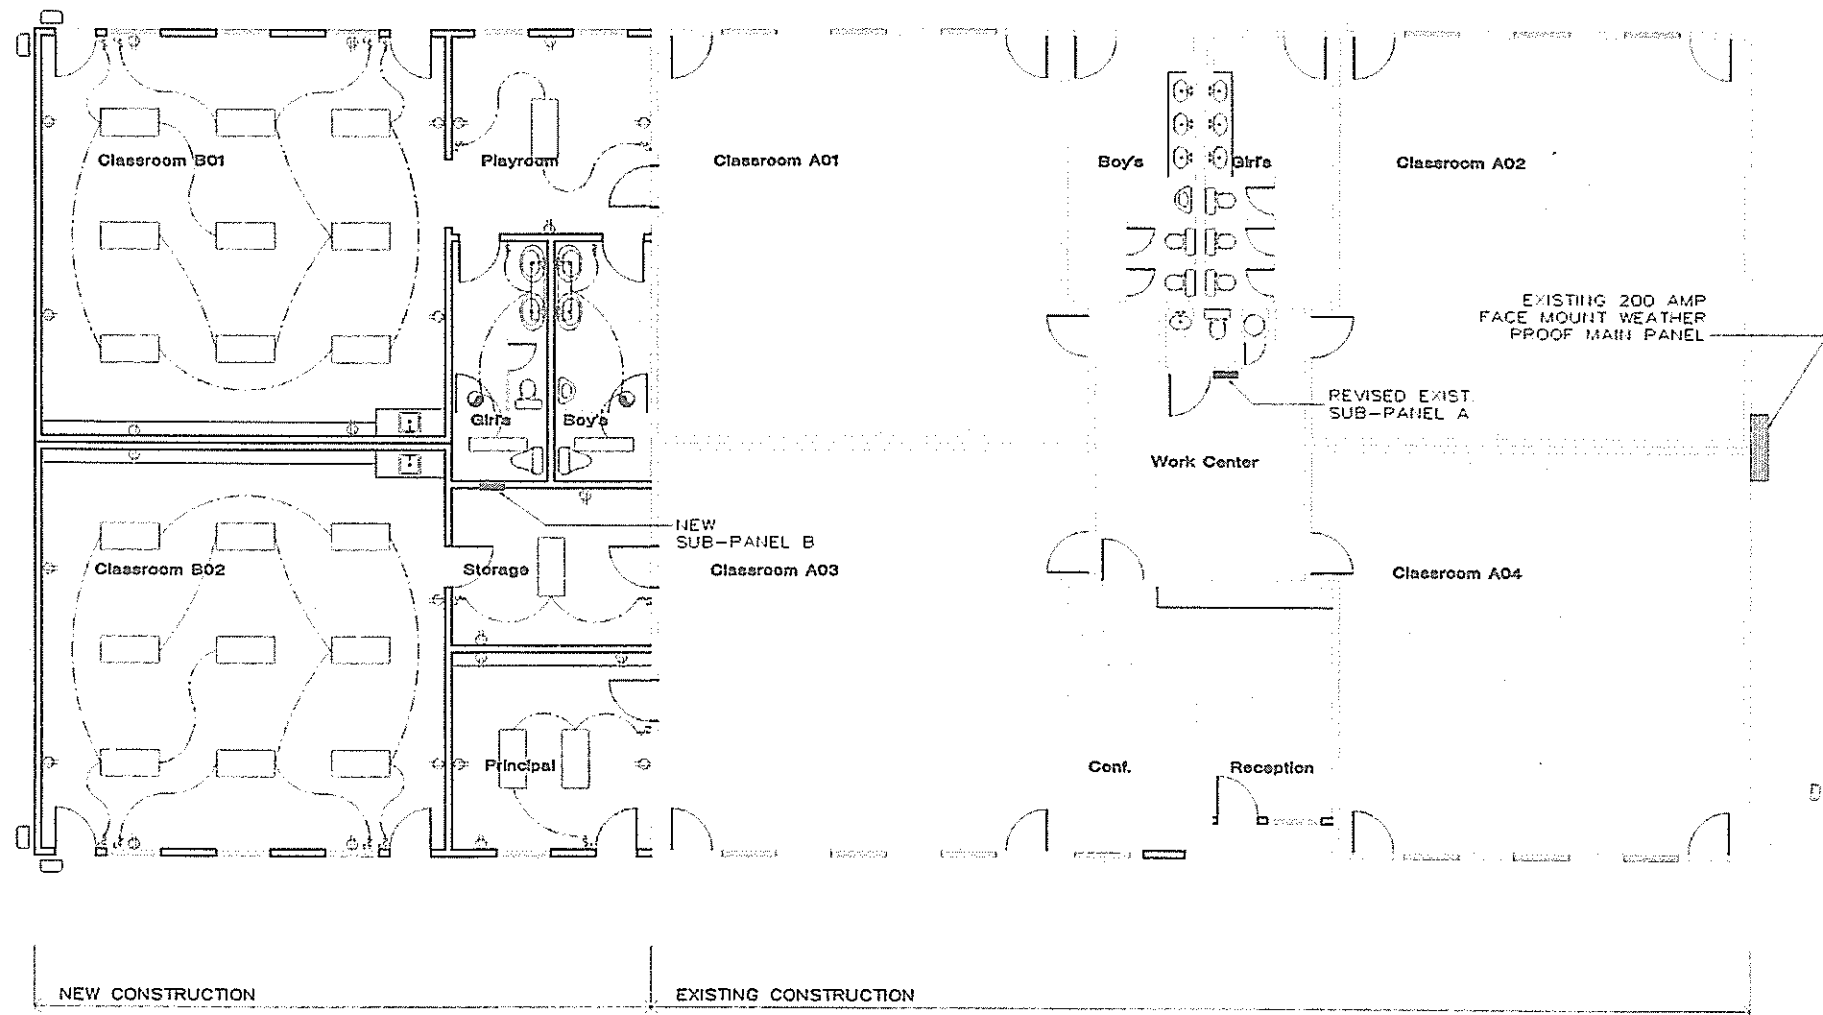 Classroom B01
Playroom
Classroom A01
Boy's
Girl's
Classroom A02
EXISTING 200 AMP
FACE MOUNT WEATHER
PROOF MAIN PANEL
REVISED EXIST.
SUB-PANEL A
Girl's
Boy's
Work Center
NEW
SUB-PANEL B
Classroom B02
Storage
Classroom A03
Classroom A04
Principal
Conf.
Reception
NEW CONSTRUCTION
EXISTING CONSTRUCTION